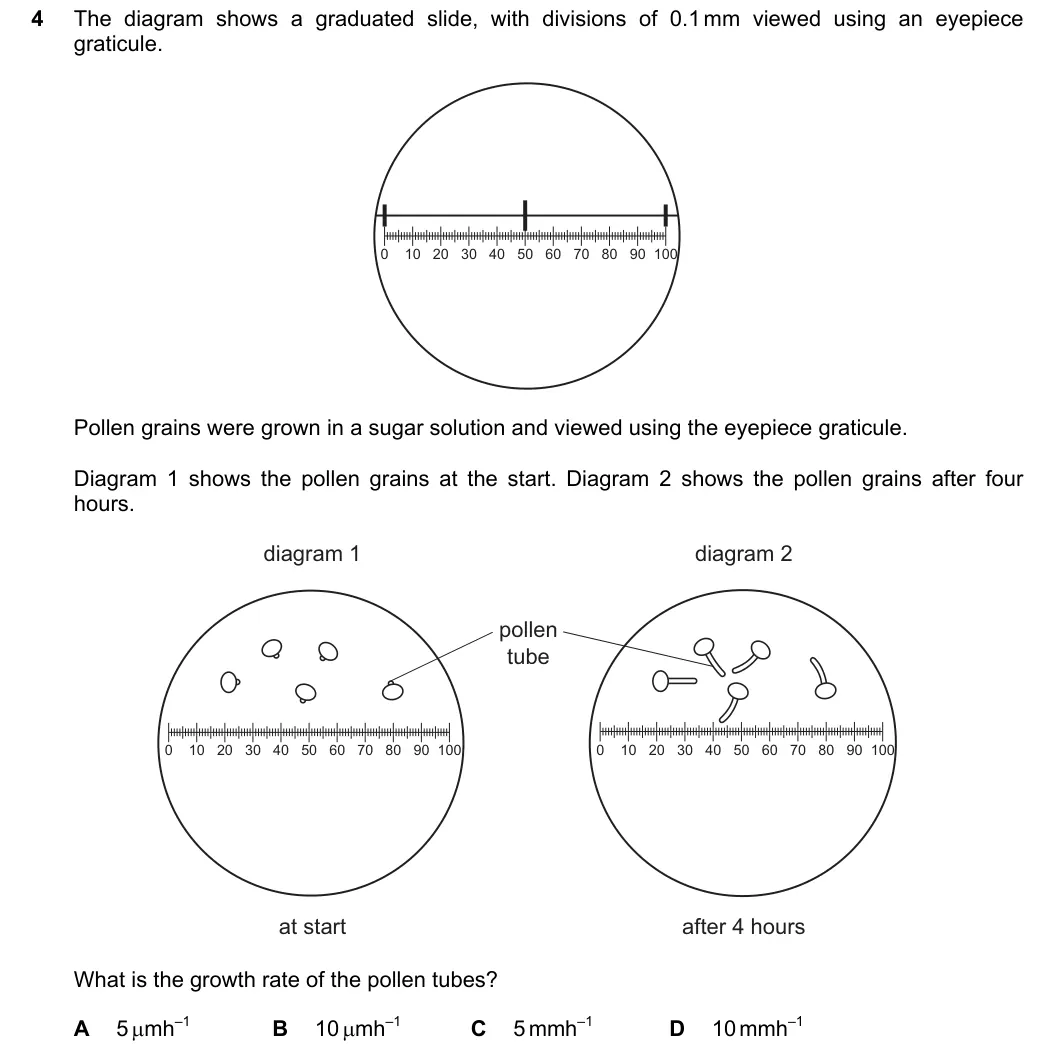 4 The diagram shows a graduated slide, with divisions of 0.1 mm viewed using an eyepiece
graticule.
0 10 20 30 40 50 60 70 80 90 100
Pollen grains were grown in a sugar solution and viewed using the eyepiece graticule.
Diagram 1 shows the pollen grains at the start. Diagram 2 shows the pollen grains after four
hours.
diagram 1 diagram 2
pollen
tube
0 10 20 30 40 50 60 70 80 90 100 0 10 20 30 40 50 60 70 80 90 100
at start after 4 hours
What is the growth rate of the pollen tubes?
A 5 μmh⁻¹ B 10 μmh⁻¹ C 5 mmh⁻¹ D 10 mmh⁻¹